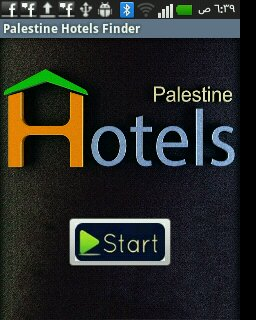 ٦:٣٩ ص
Palestine Hotels Finder
Palestine
Hotels
Start